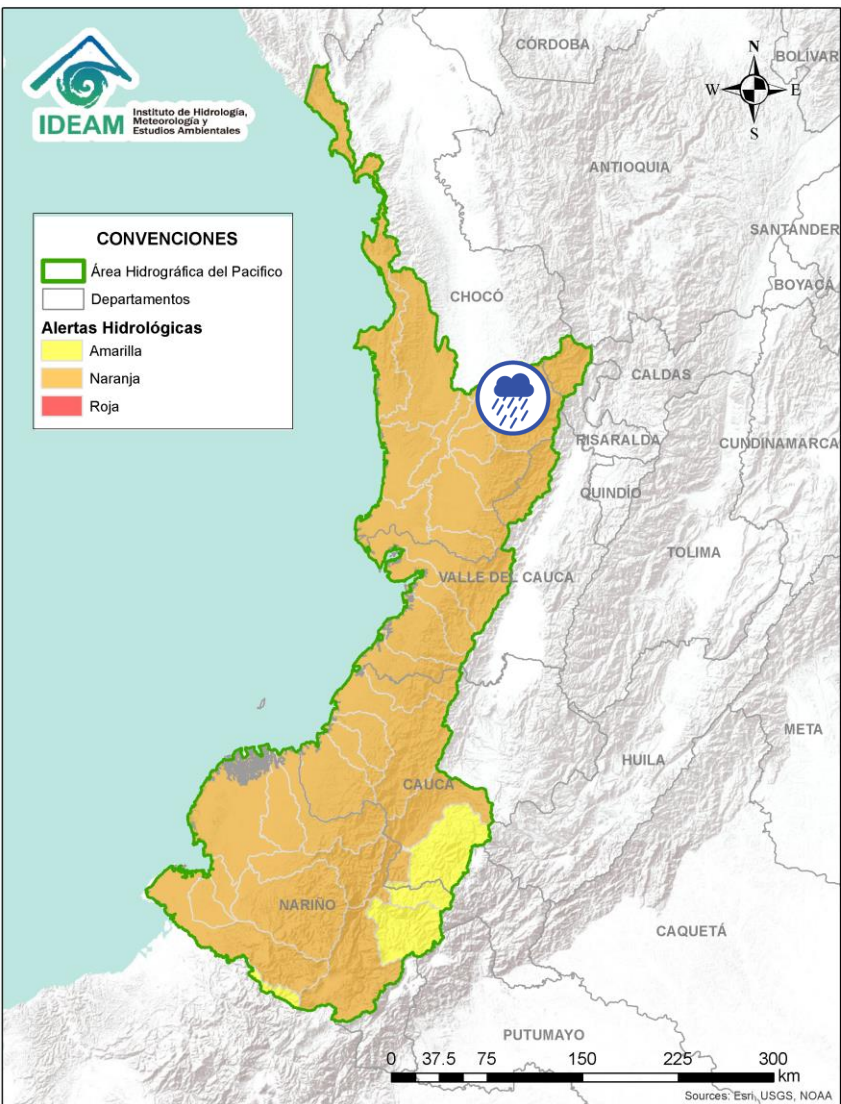 IDEAM
Instituto de Hidrología,
Meteorología y
Estudios Ambientales
CONVENCIONES
Área Hidrográfica del Pacifico
Departamentos
Alertas Hidrológicas
Amarilla
Naranja
Roja
N
W E
S
CÓRDOBA
BOLÍVAR
ANTIOQUIA
SANTANDER
BOYACÁ
CHOCÓ
CALDAS
RISARALDA
CUNDINAMARCA
QUINDÍO
TOLIMA
VALLE DEL CAUCA
META
HUILA
CAUCA
NARIÑO
CAQUETÁ
PUTUMAYO
0 37.5 75 150 225 300
km
Sources: Esri, USGS, NOAA